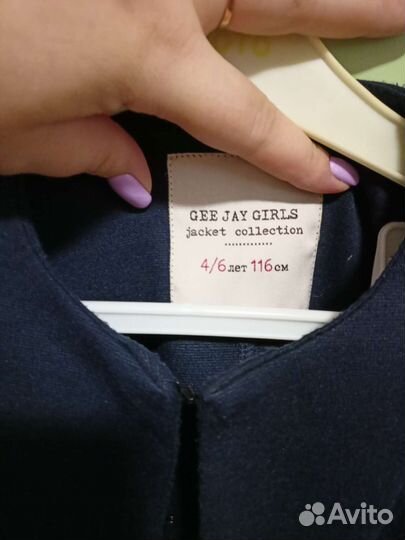 GEE JAY GIRLS
jacket collection
4/6 лет 116 см
Avito